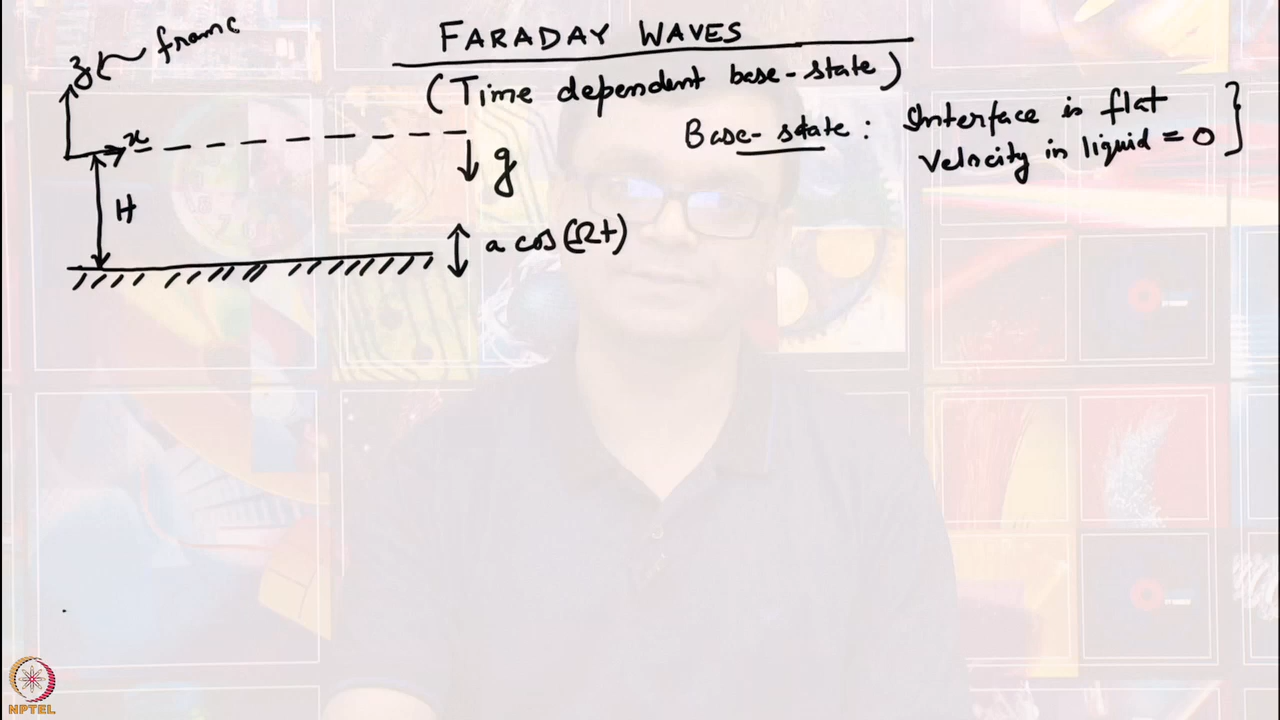 FARADAY WAVES
(Time dependent base-state)
z frame
x
Base-state : Interface is flat
Velocity in liquid = 0
g
H
a cos(Ωt)
NPTEL